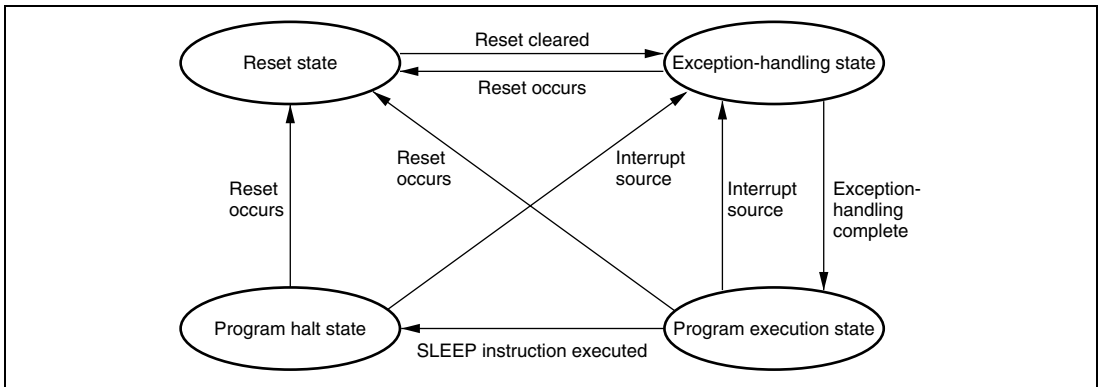 Reset cleared
Reset state
Exception-handling state
Reset occurs
Reset
occurs
Interrupt
source
Reset
occurs
Interrupt
source
Exception-
handling
complete
Program halt state
Program execution state
SLEEP instruction executed